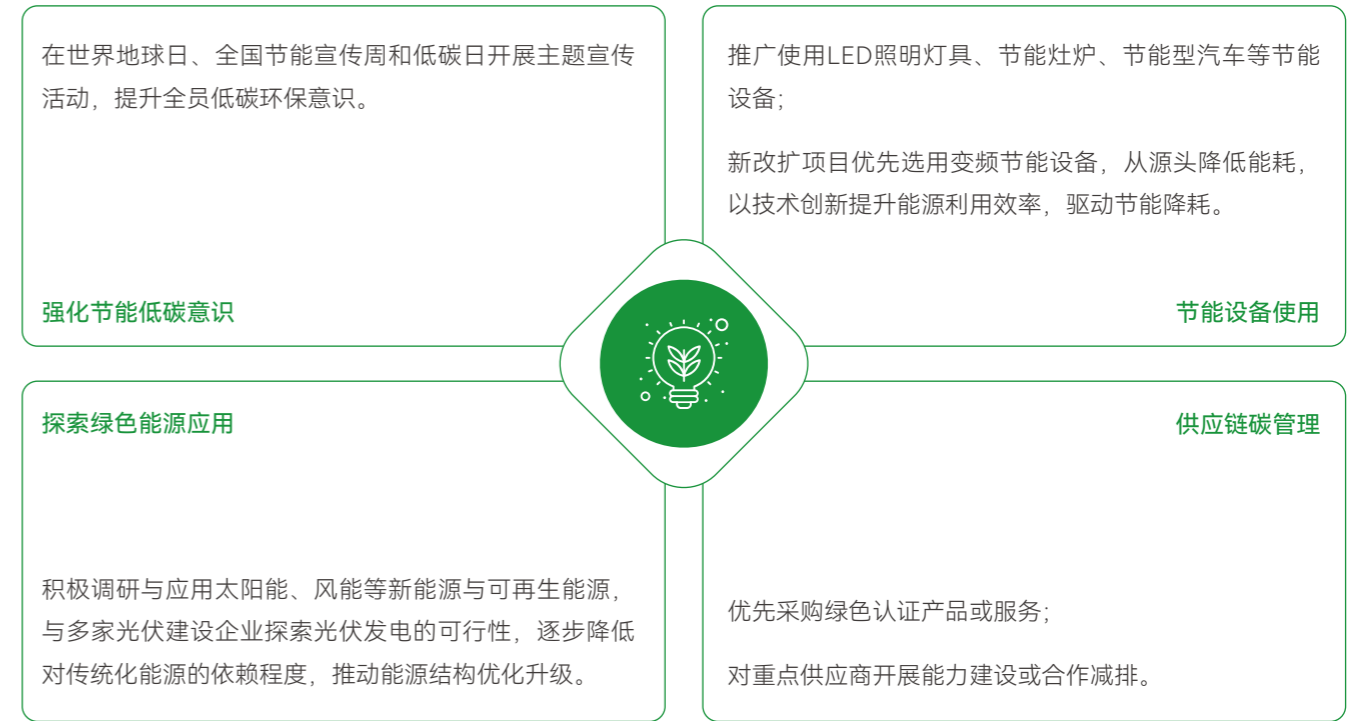 在世界地球日、全国节能宣传周和低碳日开展主题宣传
活动，提升全员低碳环保意识。
强化节能低碳意识
推广使用LED照明灯具、节能灶炉、节能型汽车等节能
设备；
新改扩项目优先选用变频节能设备，从源头降低能耗，
以技术创新提升能源利用效率，驱动节能降耗。
节能设备使用
探索绿色能源应用
积极调研与应用太阳能、风能等新能源与可再生能源，
与多家光伏建设企业探索光伏发电的可行性，逐步降低
对传统化能源的依赖程度，推动能源结构优化升级。
供应链碳管理
优先采购绿色认证产品或服务；
对重点供应商开展能力建设或合作减排。